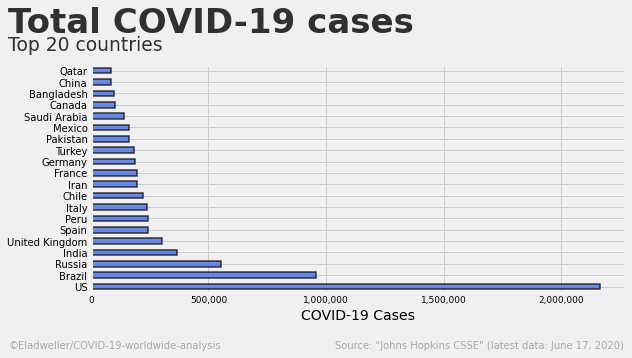 Total COVID-19 cases
Top 20 countries
Qatar
China
Bangladesh
Canada
Saudi Arabia
Mexico
Pakistan
Turkey
Germany
France
Iran
Chile
Italy
Peru
Spain
United Kingdom
India
Russia
Brazil
US
0 500,000 1,000,000 1,500,000 2,000,000
COVID-19 Cases
©Eladweller/COVID-19-worldwide-analysis Source: "Johns Hopkins CSSE" (latest data: June 17, 2020)